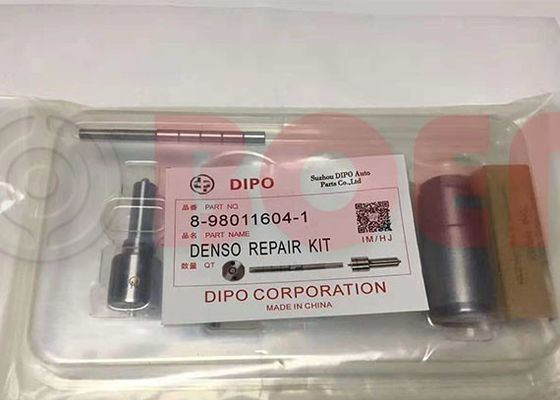 DIPO
Suzhou DIPO Auto
Parts Co.,Ltd
品番 PART NO.
8-98011604-1
品名 PART NAME
DENSO REPAIR KIT
IM/HJ
数量 QT
DIPO CORPORATION
MADE IN CHINA